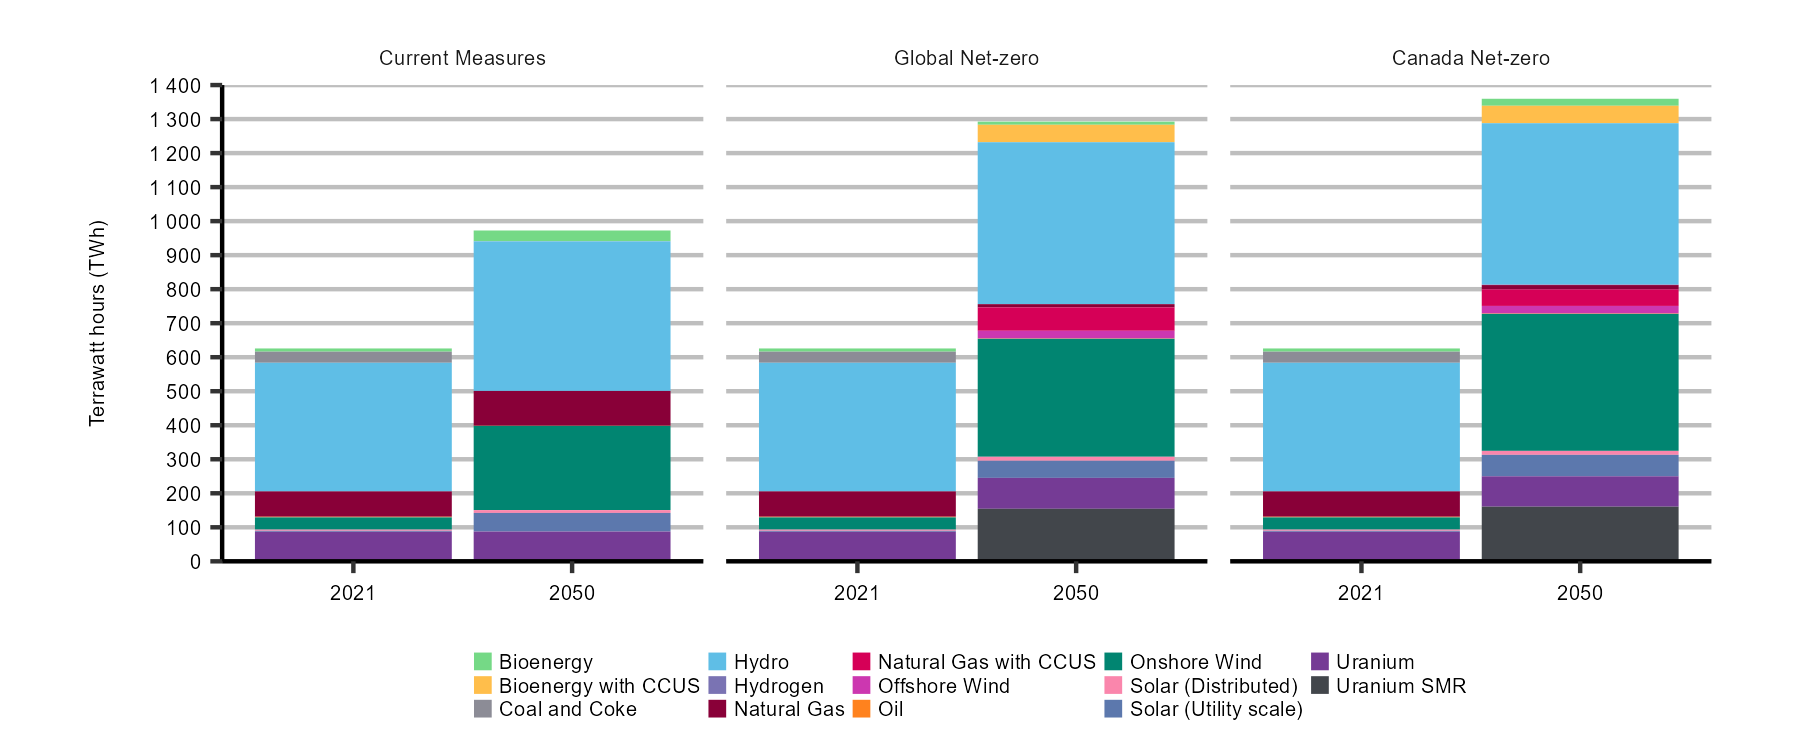 Current Measures
Global Net-zero
Canada Net-zero
Terrawatt hours (TWh)
1 400
1 300
1 200
1 100
1 000
900
800
700
600
500
400
300
200
100
0
2021
2050
2021
2050
2021
2050
Bioenergy
Hydro
Natural Gas with CCUS
Onshore Wind
Uranium
Bioenergy with CCUS
Hydrogen
Offshore Wind
Solar (Distributed)
Uranium SMR
Coal and Coke
Natural Gas
Oil
Solar (Utility scale)